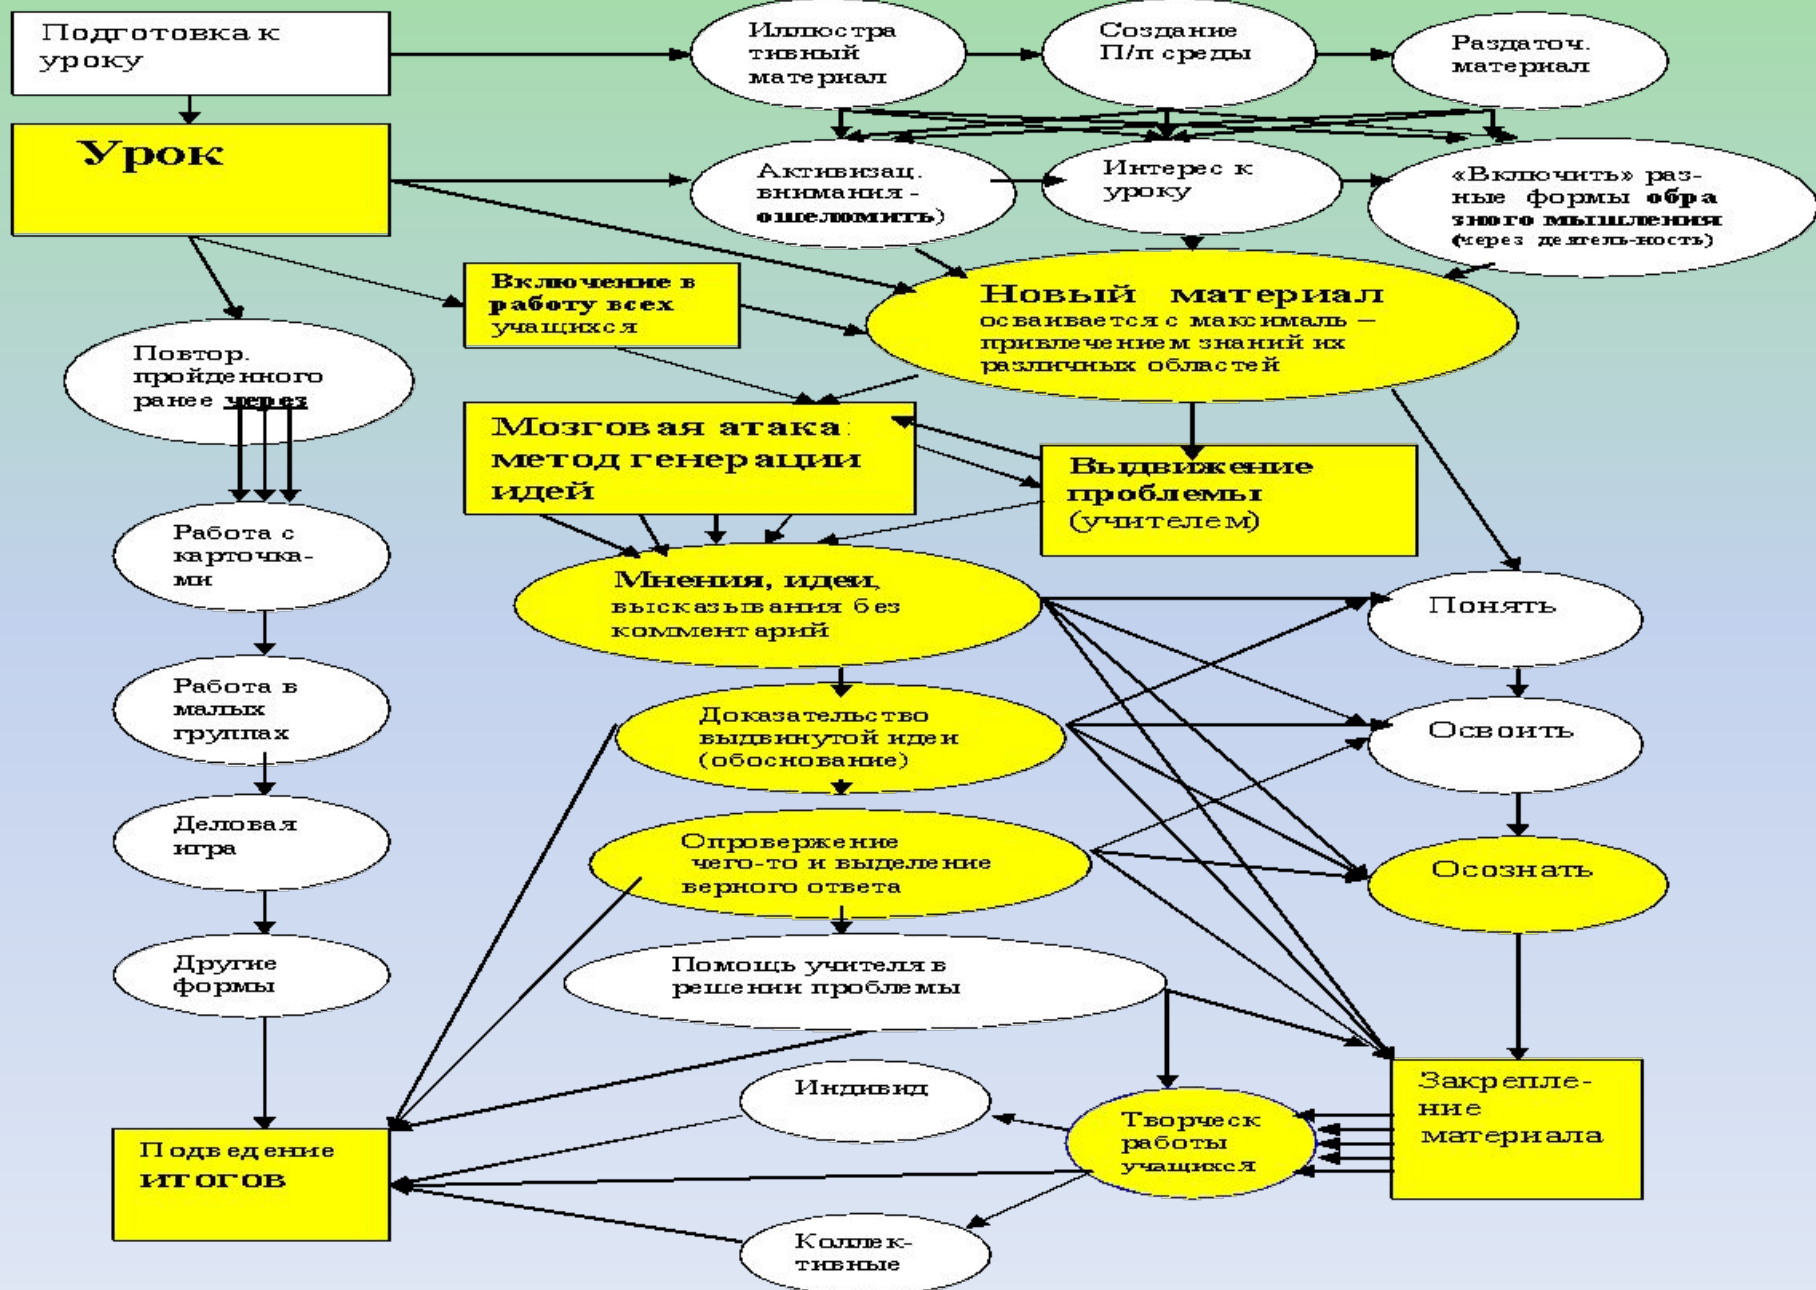 Подготовка к
уроку
Иллюстра
тивный
материал
Создание
П/п среды
Раздаточ.
материал
Урок
Активизац.
внимания -
ошеломить)
Интерес к
уроку
«Включить» раз-
ные формы обра
зного мышления
(через деятель-ность)
Включение в
работу всех
учащихся
Новый материал
осваивается с максималь –
привлечением знаний их
различных областей
Повтор.
пройденного
ранее через
Мозговая атака:
метод генерации
идей
Выдвижение
проблемы
(учителем)
Работа с
карточка-
ми
Мнения, идеи,
высказывания без
комментарий
Понять
Работа в
малых
группах
Доказательство
выдвинутой идеи
(обоснование)
Освоить
Деловая
игра
Опровержение
чего-то и выделение
верного ответа
Осознать
Другие
формы
Помощь учителя в
решении проблемы
Индивид
Творческ
работы
учащихся
Закрепле-
ние
материала
Подведение
итогов
Коллек-
тивные